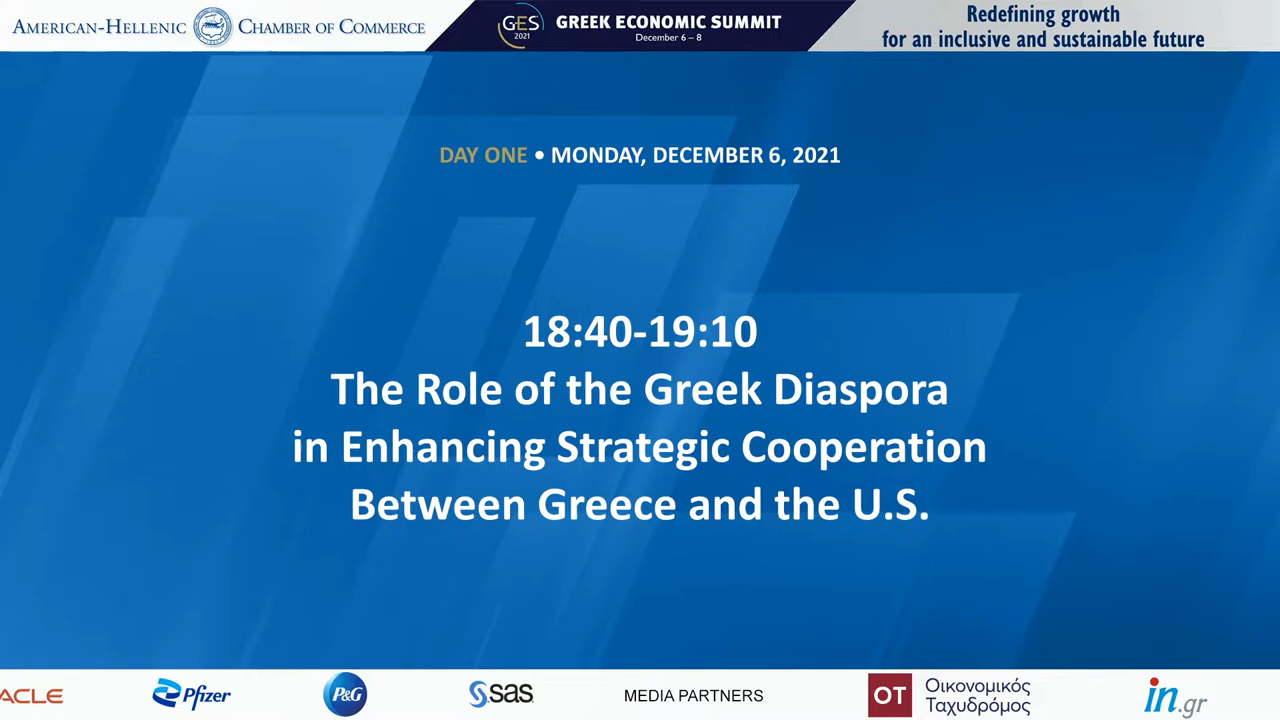 AMERICAN-HELLENIC CHAMBER OF COMMERCE
GES
2021
GREEK ECONOMIC SUMMIT
December 6 – 8
Redefining growth
for an inclusive and sustainable future
DAY ONE • MONDAY, DECEMBER 6, 2021
18:40-19:10
The Role of the Greek Diaspora
in Enhancing Strategic Cooperation
Between Greece and the U.S.
ACLE
Pfizer
P&G
sas
MEDIA PARTNERS
OT
Οικονομικός
Ταχυδρόμος
in.gr